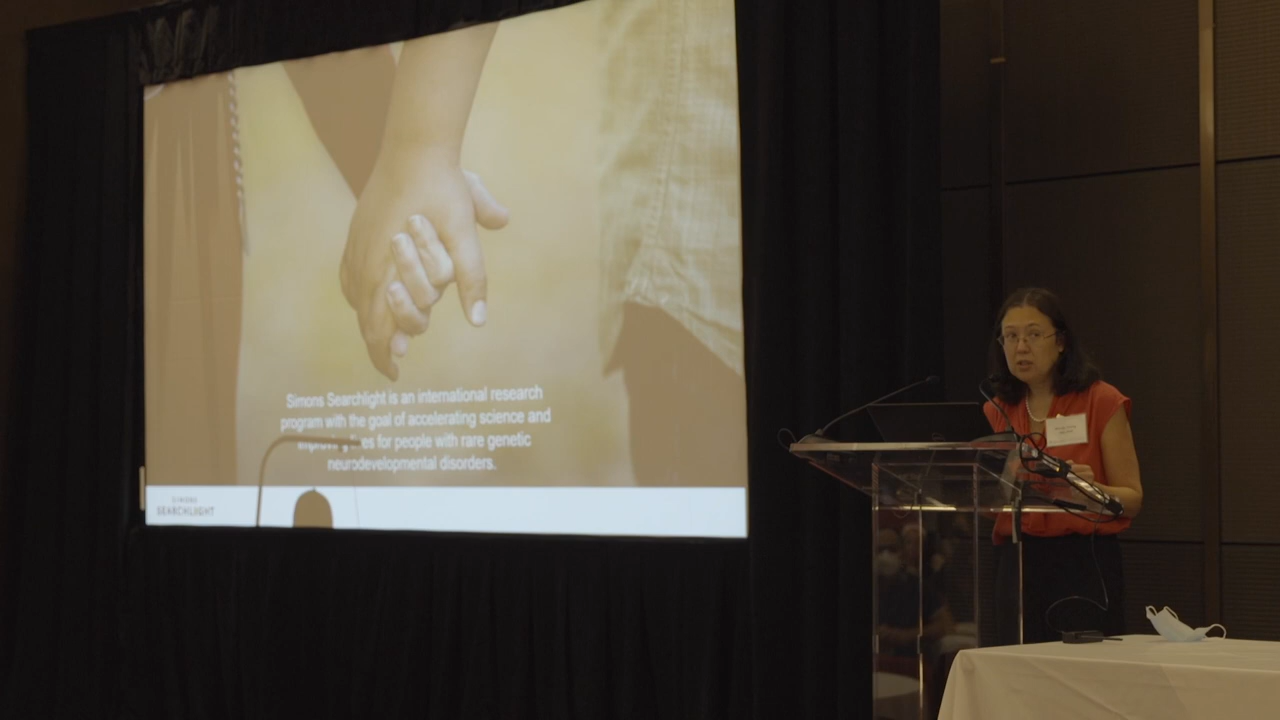 Simons Searchlight is an international research
program with the goal of accelerating science and
for people with rare genetic
neurodevelopmental disorders.
SIMONS
SEARCHLIGHT